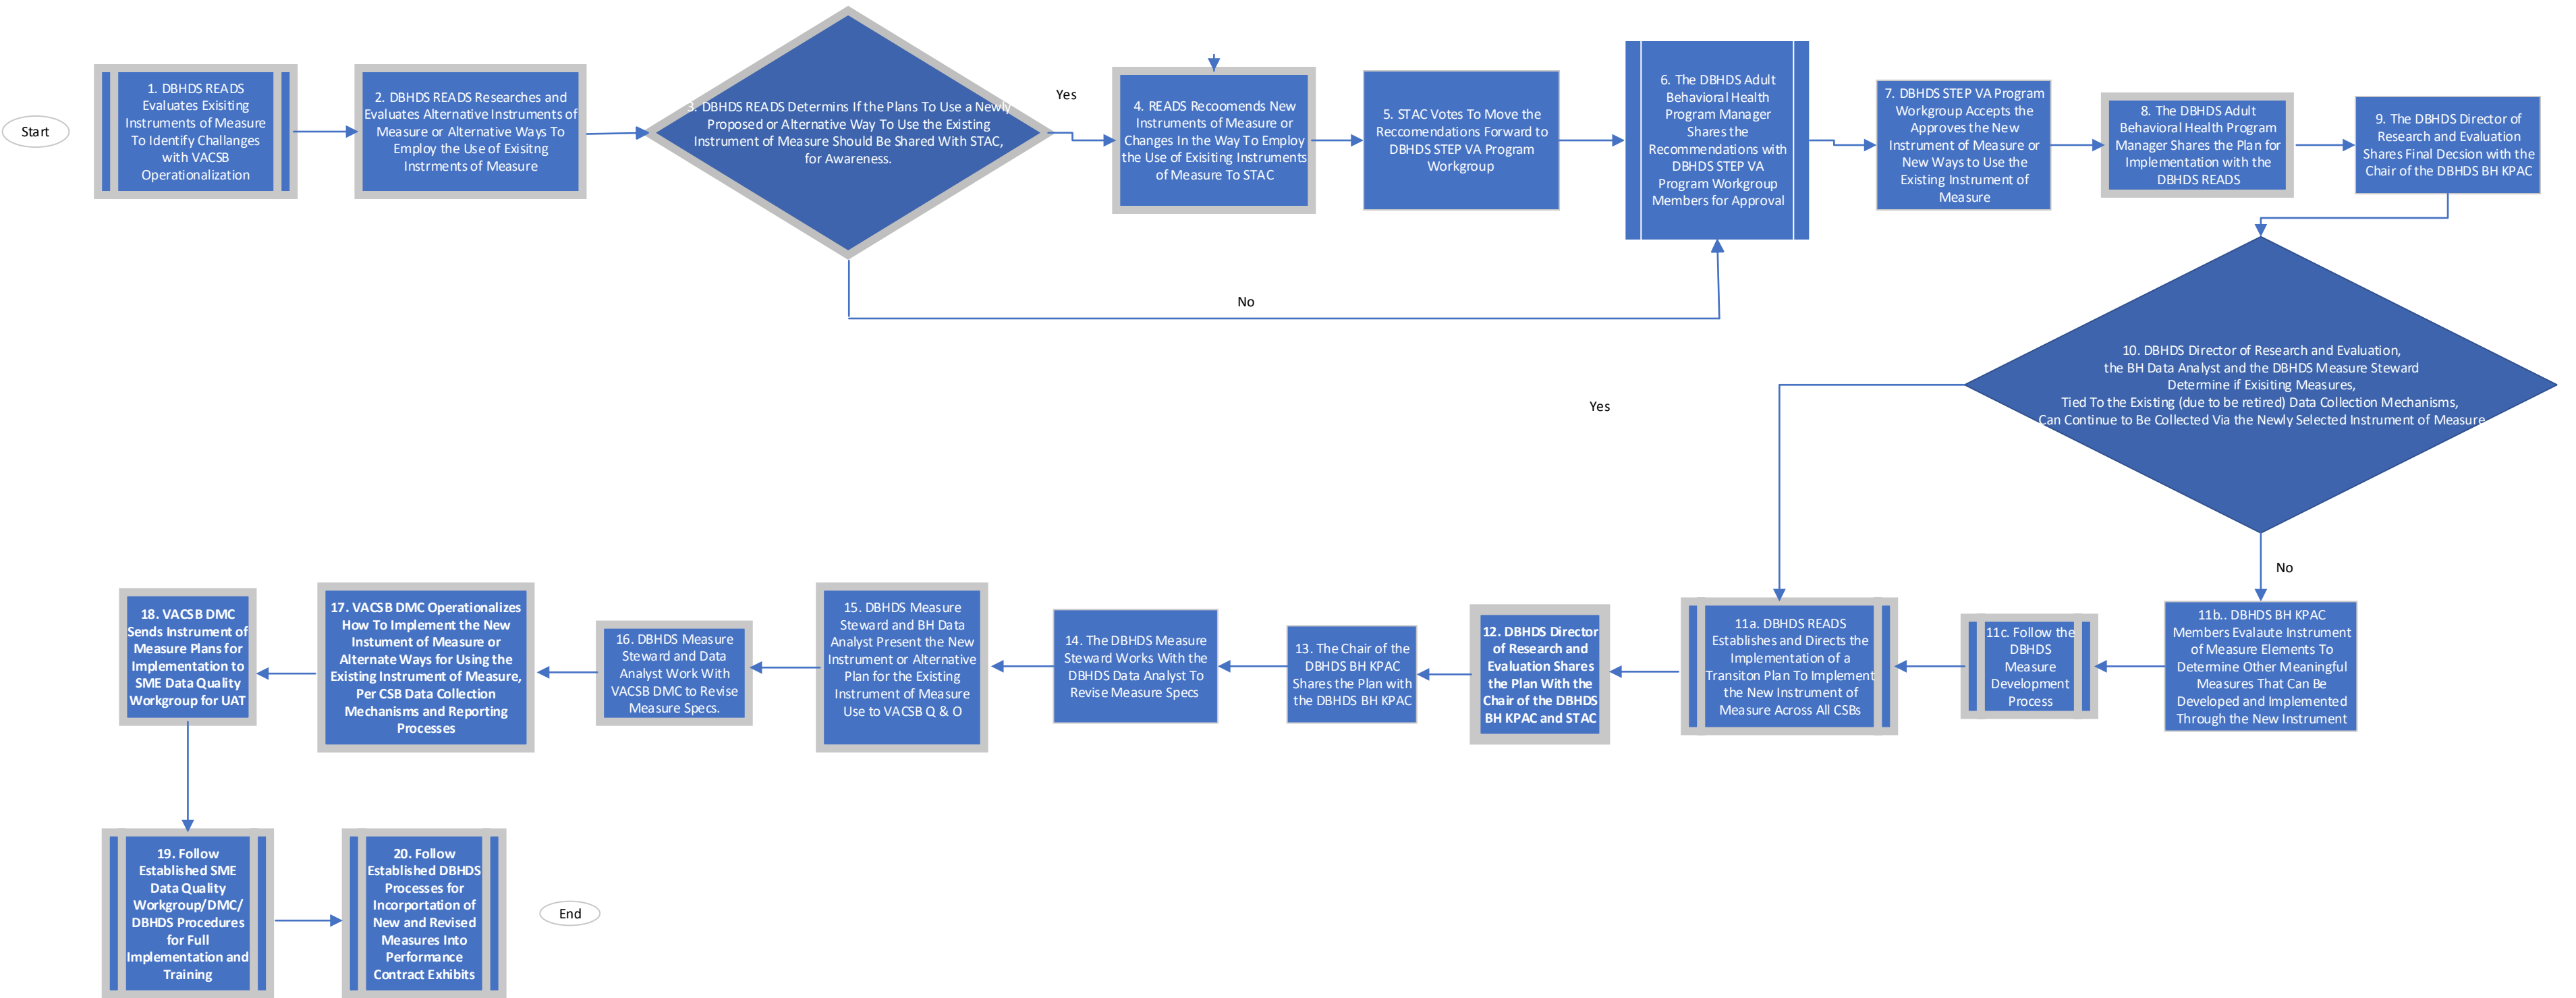 Start
1. DBHDS READS
Evaluates Exisiting
Instruments of Measure
To Identify Challanges
with VACSB
Operationalization
2. DBHDS READS Researches and
Evaluates Alternative Instruments of
Measure or Alternative Ways To
Employ the Use of Exisitng
Instrments of Measure
3. DBHDS READS Determins If the Plans To Use a Newly
Proposed or Alternative Way To Use the Existing
Instrument of Measure Should Be Shared With STAC,
for Awareness.
Yes
4. READS Recoomends New
Instruments of Measure or
Changes In the Way To Employ
the Use of Exisiting Instruments
of Measure To STAC
5. STAC Votes To Move the
Reccomendations Forward to
DBHDS STEP VA Program
Workgroup
6. The DBHDS Adult
Behavioral Health
Program Manager
Shares the
Recommendations with
DBHDS STEP VA
Program Workgroup
Members for Approval
7. DBHDS STEP VA Program
Workgroup Accepts the
Approves the New
Instrument of Measure or
New Ways to Use the
Existing Instrument of
Measure
8. The DBHDS Adult
Behavioral Health Program
Manager Shares the Plan for
Implementation with the
DBHDS READS
9. The DBHDS Director of
Research and Evaluation
Shares Final Decsion with the
Chair of the DBHDS BH KPAC
No
10. DBHDS Director of Research and Evaluation,
the BH Data Analyst and the DBHDS Measure Steward
Determine if Exisiting Measures,
Tied To the Existing (due to be retired) Data Collection Mechanisms,
Can Continue to Be Collected Via the Newly Selected Instrument of Measure
Yes
No
11b.. DBHDS BH KPAC
Members Evalaute Instrument
of Measure Elements To
Determine Other Meaningful
Measures That Can Be
Developed and Implemented
Through the New Instrument
11c. Follow the
DBHDS
Measure
Development
Process
11a. DBHDS READS
Establishes and Directs the
Implementation of a
Transiton Plan To Implement
the New Instrument of
Measure Across All CSBs
12. DBHDS Director
of Research and
Evaluation Shares
the Plan With the
Chair of the DBHDS
BH KPAC and STAC
13. The Chair of the
DBHDS BH KPAC
Shares the Plan with
the DBHDS BH KPAC
14. The DBHDS Measure
Steward Works With the
DBHDS Data Analyst To
Revise Measure Specs
15. DBHDS Measure
Steward and BH Data
Analyst Present the New
Instrument or Alternative
Plan for the Existing
Instrument of Measure
Use to VACSB Q & O
16. DBHDS Measure
Steward and Data
Analyst Work With
VACSB DMC to Revise
Measure Specs.
17. VACSB DMC Operationalizes
How To Implement the New
Instument of Measure or
Alternate Ways for Using the
Existing Instrument of Measure,
Per CSB Data Collection
Mechanisms and Reporting
Processes
18. VACSB DMC
Sends Instrument of
Measure Plans for
Implementation to
SME Data Quality
Workgroup for UAT
19. Follow
Established SME
Data Quality
Workgroup/DMC/
DBHDS Procedures
for Full
Implementation and
Training
20. Follow
Established DBHDS
Processes for
Incorportation of
New and Revised
Measures Into
Performance
Contract Exhibits
End